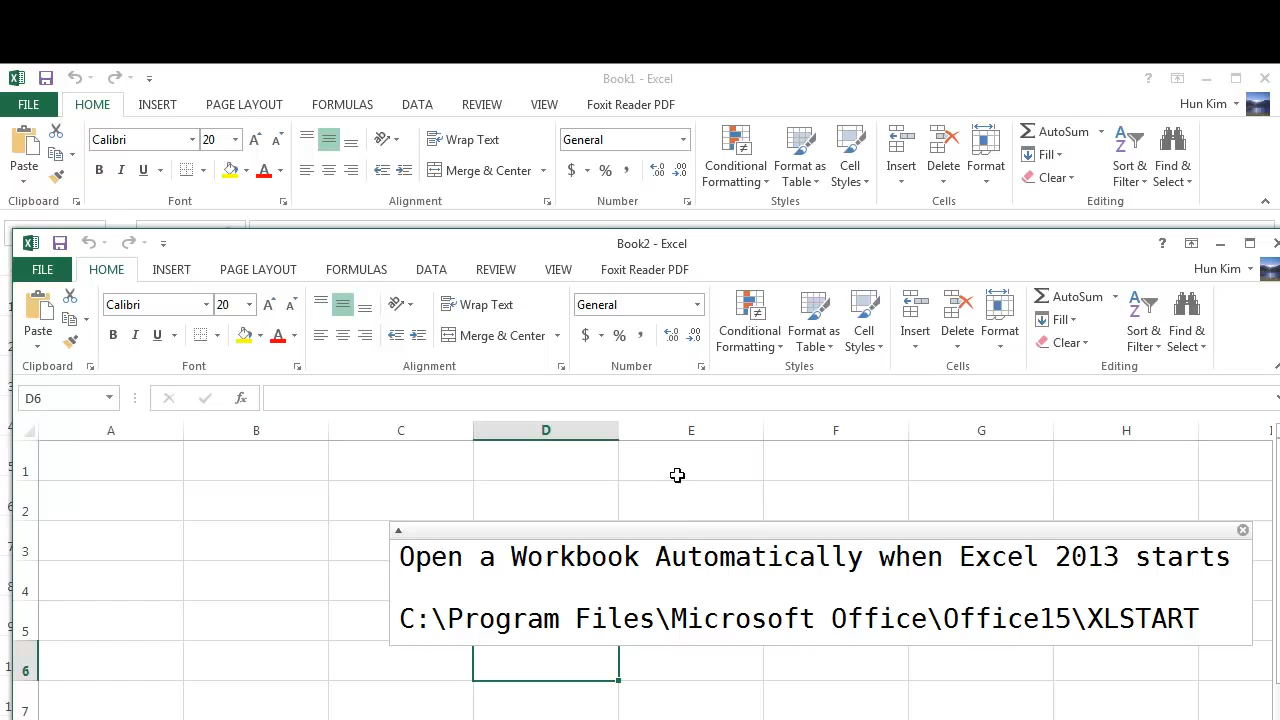 Book1 - Excel
FILE HOME INSERT PAGE LAYOUT FORMULAS DATA REVIEW VIEW Foxit Reader PDF Hun Kim
Calibri 20 Wrap Text General AutoSum
Paste B I U Merge & Center $ % , Conditional Formatting Format as Table Cell Styles Insert Delete Format Fill Clear Sort & Filter Find & Select
Clipboard Font Alignment Number Styles Cells Editing
Book2 - Excel
FILE HOME INSERT PAGE LAYOUT FORMULAS DATA REVIEW VIEW Foxit Reader PDF Hun Kim
Calibri 20 Wrap Text General AutoSum
Paste B I U Merge & Center $ % , Conditional Formatting Format as Table Cell Styles Insert Delete Format Fill Clear Sort & Filter Find & Select
Clipboard Font Alignment Number Styles Cells Editing
D6 fx
A B C D E F G H I
1
2
3
Open a Workbook Automatically when Excel 2013 starts
4
C:\Program Files\Microsoft Office\Office15\XLSTART
5
6
7